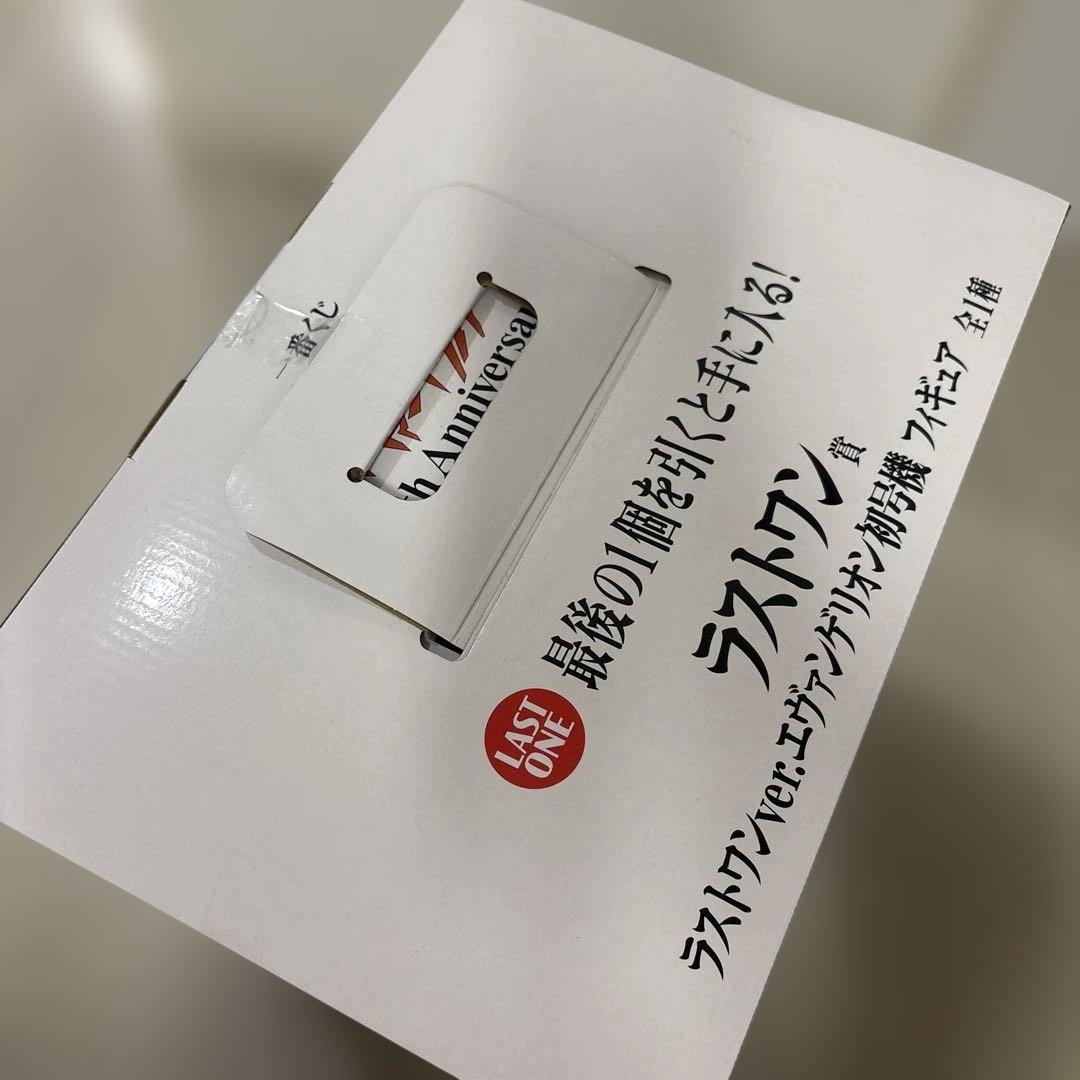 一番くじ
h Anniversa
LAST
ONE
最後の1個を引くと手に入る!
ラストワン賞
ラストワンver.エヴァンゲリオン初号機 フィギュア 全1種